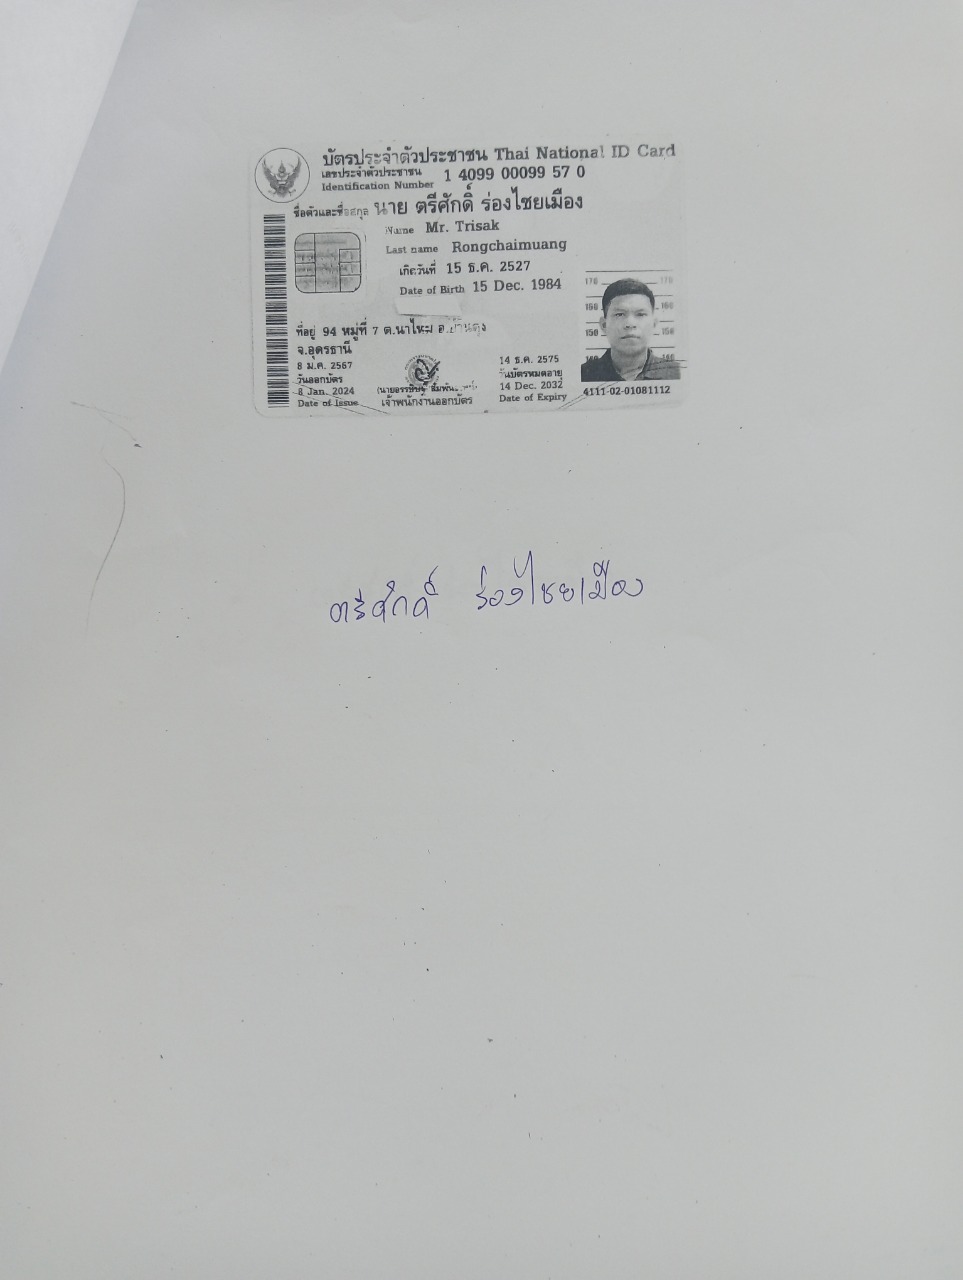 บัตรประจำตัวประชาชน Thai National ID Card
เลขประจำตัวประชาชน 1 4099 00099 57 0
Identification Number
ชื่อตัวและชื่อสกุล นาย ตรีศักดิ์ ร่องไชยเมือง
Name Mr. Trisak
Last name Rongchaimuang
เกิดวันที่ 15 ธ.ค. 2527
Date of Birth 15 Dec. 1984
ที่อยู่ 94 หมู่ที่ 7 ต.นาไหม อ.บ้านดุง
จ.อุดรธานี
8 ม.ค. 2567
วันออกบัตร
8 Jan. 2024
Date of Issue
เจ้าพนักงานออกบัตร
14 ธ.ค. 2575
วันบัตรหมดอายุ
14 Dec. 2032
Date of Expiry
170 170
160 160
150 150
140 140
4111-02-01081112
ตรีศักดิ์ ร่องไชยเมือง